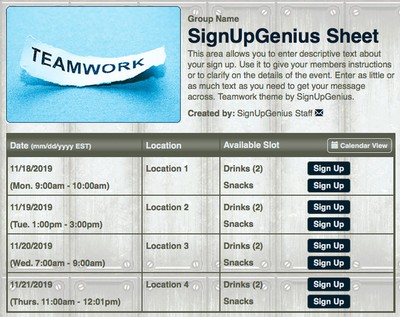 TEAMWORK
Group Name
SignUpGenius Sheet
This area allows you to enter descriptive text about
your sign up. Use it to give your members instructions
or to clarify on the details of the event. Enter as little or
as much text as you need to get your message
across. Teamwork theme by SignUpGenius.
Created by: SignUpGenius Staff
Date (mm/dd/yyyy EST) Location Available Slot Calendar View
11/18/2019 Location 1 Drinks (2) Sign Up
(Mon. 9:00am - 10:00am) Snacks Sign Up
11/19/2019 Location 2 Drinks (2) Sign Up
(Tue. 1:00pm - 3:00pm) Snacks Sign Up
11/20/2019 Location 3 Drinks (2) Sign Up
(Wed. 7:00am - 9:00am) Snacks Sign Up
11/21/2019 Location 4 Drinks (2) Sign Up
(Thurs. 11:00am - 12:01pm) Snacks Sign Up